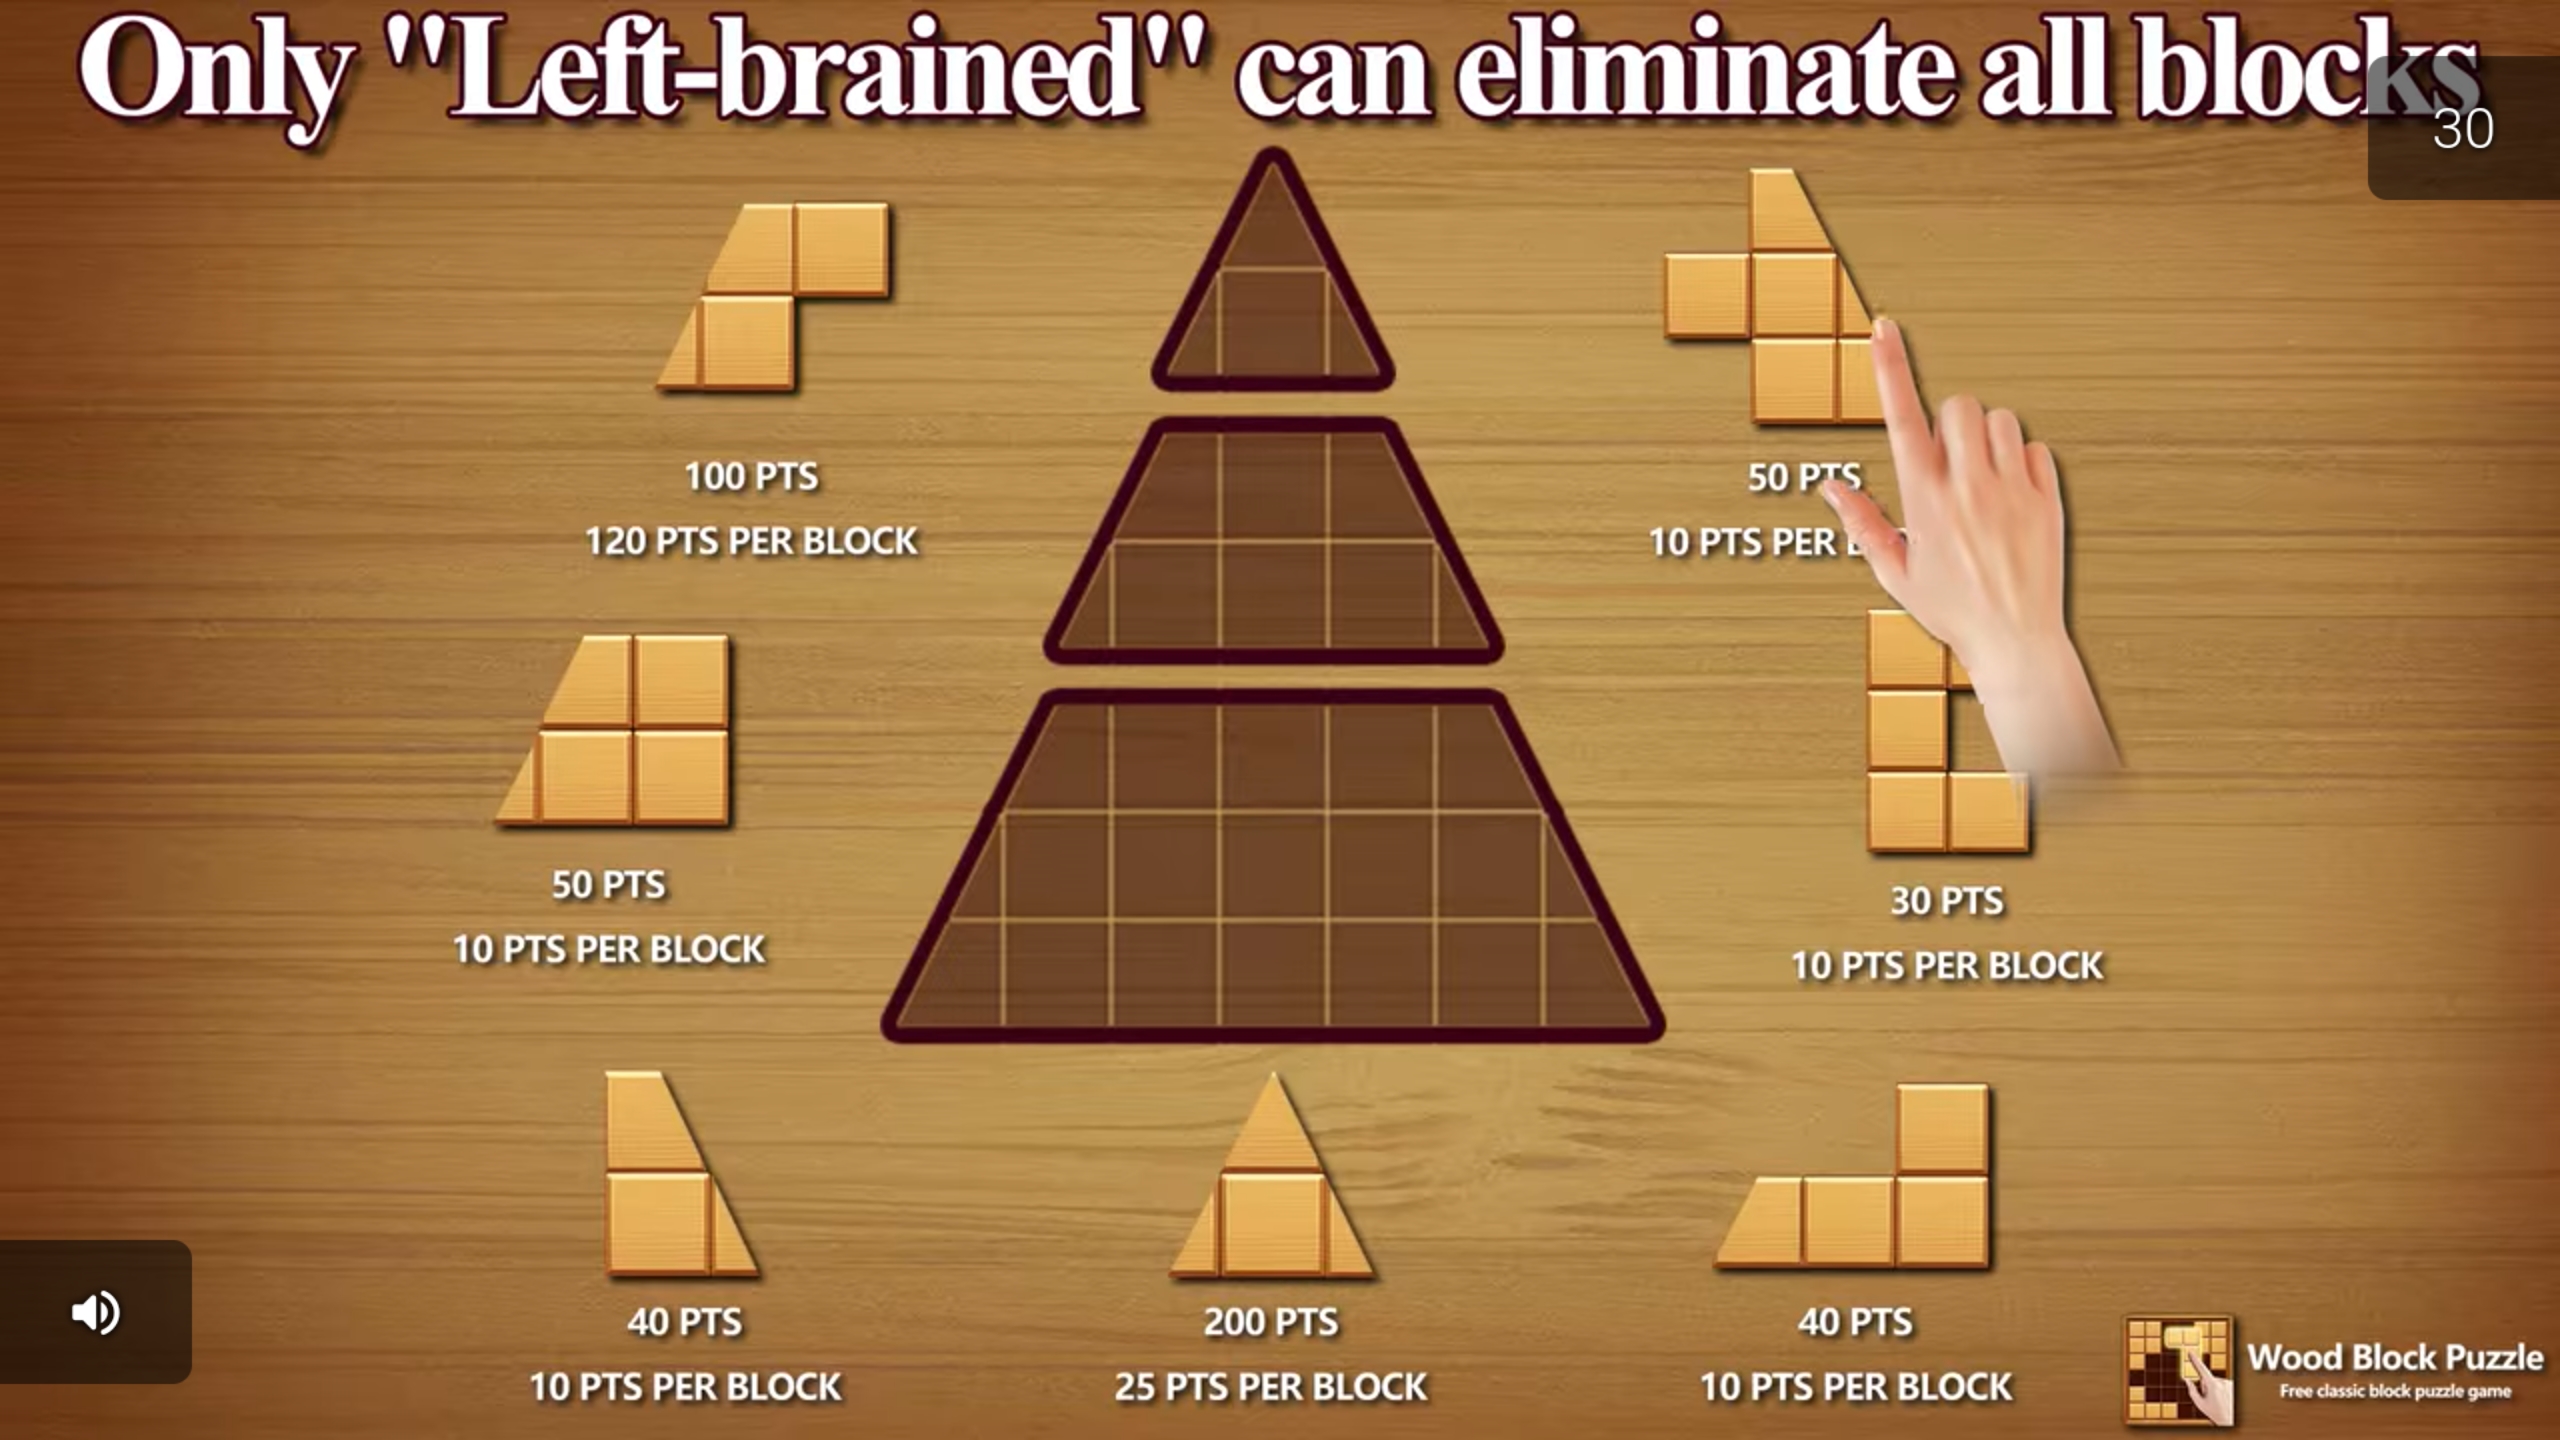 Only "Left-brained" can eliminate all blocks
30
100 PTS
120 PTS PER BLOCK
50 PTS
10 PTS PER
50 PTS
10 PTS PER BLOCK
30 PTS
10 PTS PER BLOCK
40 PTS
10 PTS PER BLOCK
200 PTS
25 PTS PER BLOCK
40 PTS
10 PTS PER BLOCK
Wood Block Puzzle
Free classic block puzzle game